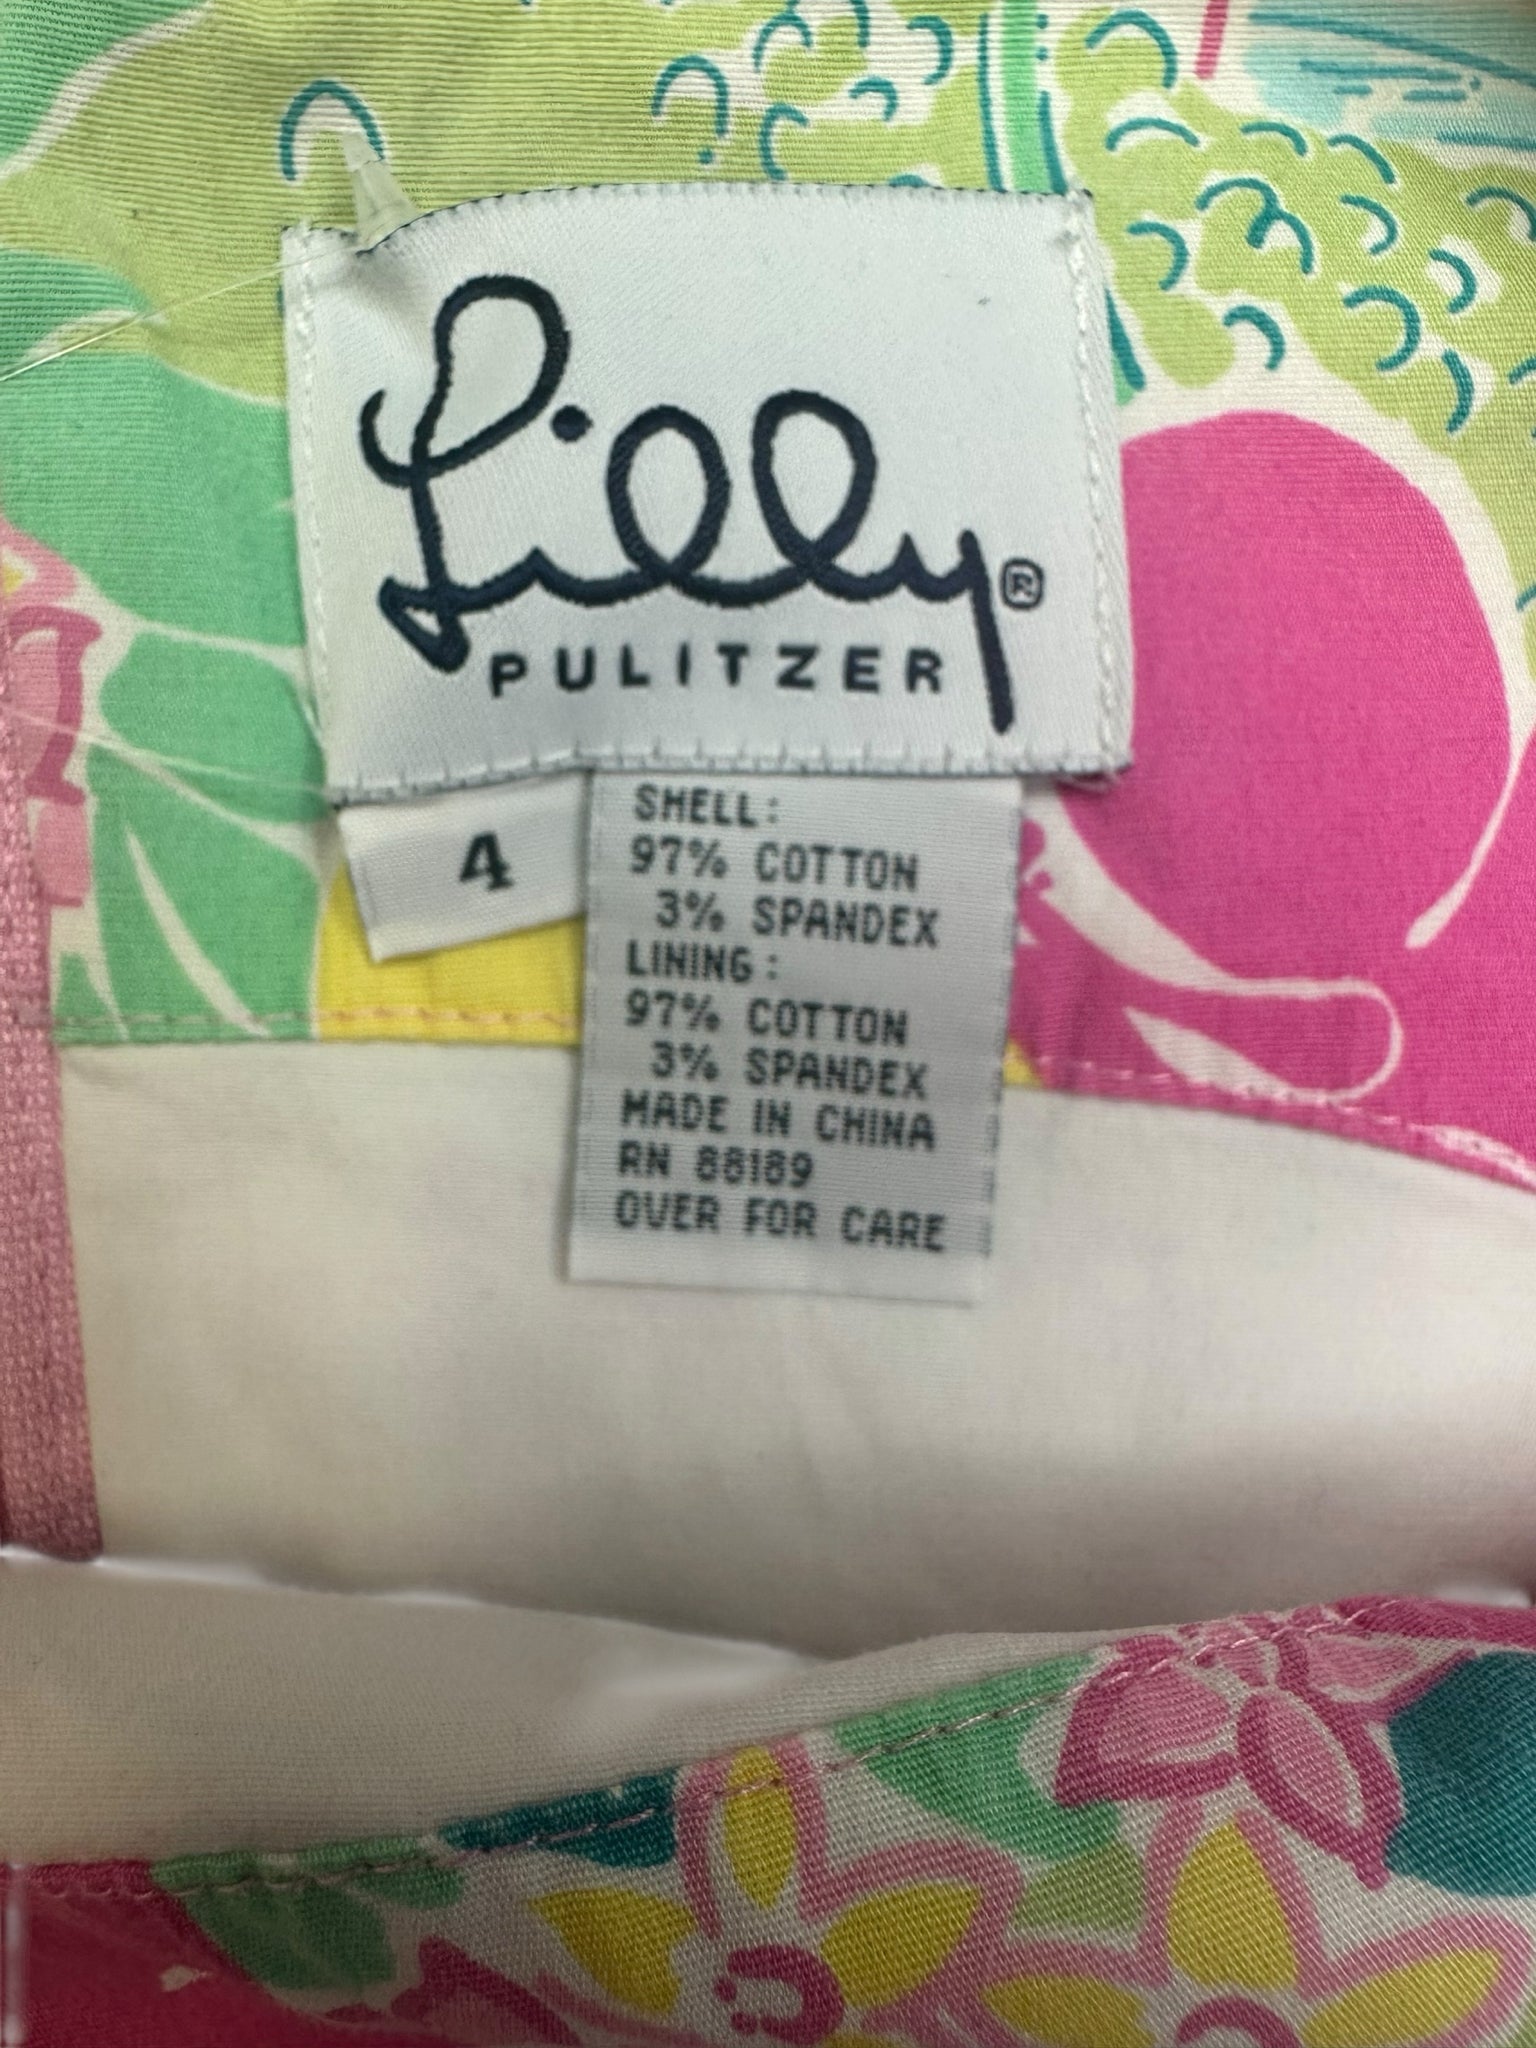 Lilly®
PULITZER
4
SHELL:
97% COTTON
3% SPANDEX
LINING:
97% COTTON
3% SPANDEX
MADE IN CHINA
RN 88189
OVER FOR CARE